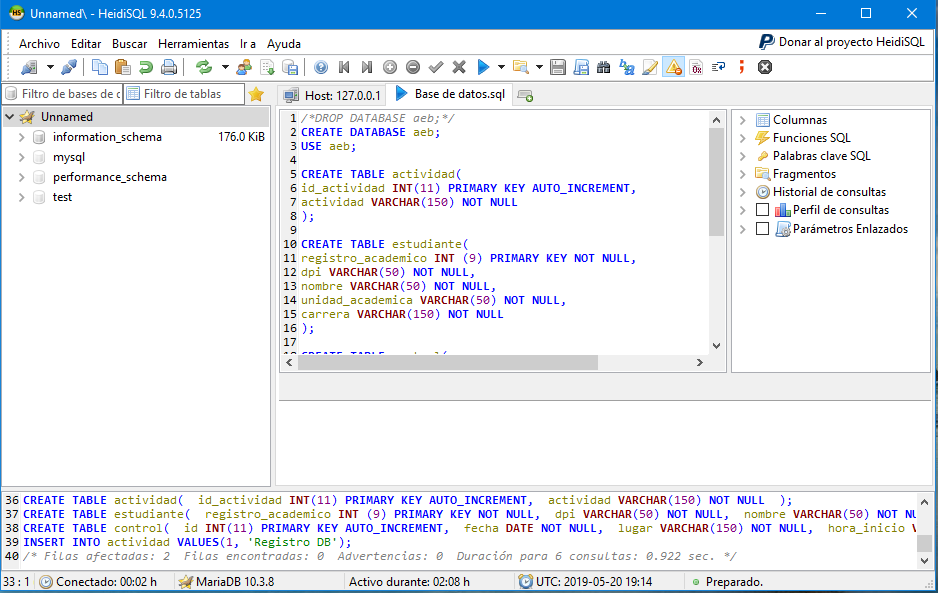 Unnamed\ - HeidiSQL 9.4.0.5125
Archivo Editar Buscar Herramientas Ir a Ayuda
Donar al proyecto HeidiSQL
Filtro de bases de c
Filtro de tablas
Host: 127.0.0.1
Base de datos.sql
Unnamed
information_schema 176.0 KiB
mysql
performance_schema
test
1 /*DROP DATABASE aeb;*/
2 CREATE DATABASE aeb;
3 USE aeb;
4
5 CREATE TABLE actividad(
6 id_actividad INT(11) PRIMARY KEY AUTO_INCREMENT,
7 actividad VARCHAR(150) NOT NULL
8 );
9
10 CREATE TABLE estudiante(
11 registro_academico INT (9) PRIMARY KEY NOT NULL,
12 dpi VARCHAR(50) NOT NULL,
13 nombre VARCHAR(50) NOT NULL,
14 unidad_academica VARCHAR(50) NOT NULL,
15 carrera VARCHAR(150) NOT NULL
16 );
17
Columnas
Funciones SQL
Palabras clave SQL
Fragmentos
Historial de consultas
Perfil de consultas
Parámetros Enlazados
36 CREATE TABLE actividad( id_actividad INT(11) PRIMARY KEY AUTO_INCREMENT, actividad VARCHAR(150) NOT NULL );
37 CREATE TABLE estudiante( registro_academico INT (9) PRIMARY KEY NOT NULL, dpi VARCHAR(50) NOT NULL, nombre VARCHAR(50) NOT NU
38 CREATE TABLE control( id INT(11) PRIMARY KEY AUTO_INCREMENT, fecha DATE NOT NULL, lugar VARCHAR(150) NOT NULL, hora_inicio V
39 INSERT INTO actividad VALUES(1, 'Registro DB');
40 /* Filas afectadas: 2 Filas encontradas: 0 Advertencias: 0 Duración para 6 consultas: 0.922 sec. */
33 : 1 Conectado: 00:02 h MariaDB 10.3.8 Activo durante: 02:08 h UTC: 2019-05-20 19:14 Preparado.